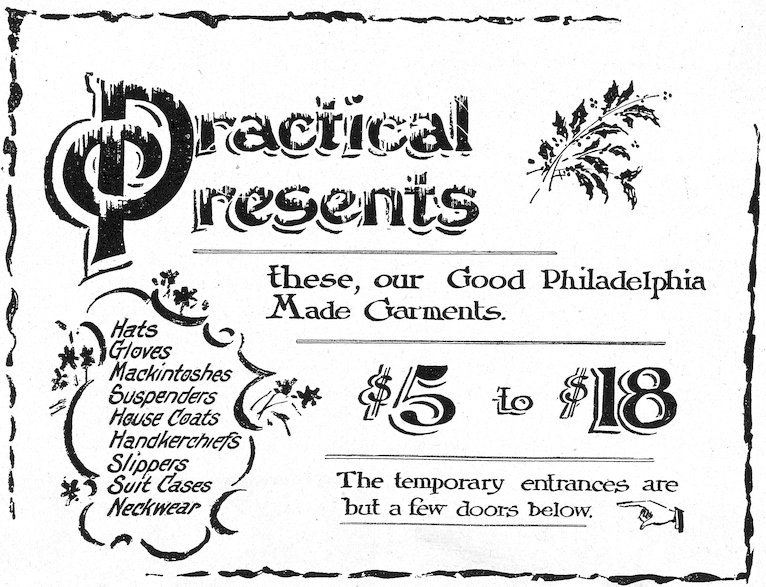 Practical
Presents
these, our Good Philadelphia
Made Garments.
Hats
Gloves
Mackintoshes
Suspenders
House Coats
Handkerchiefs
Slippers
Suit Cases
Neckwear
$5 to $18
The temporary entrances are
but a few doors below.